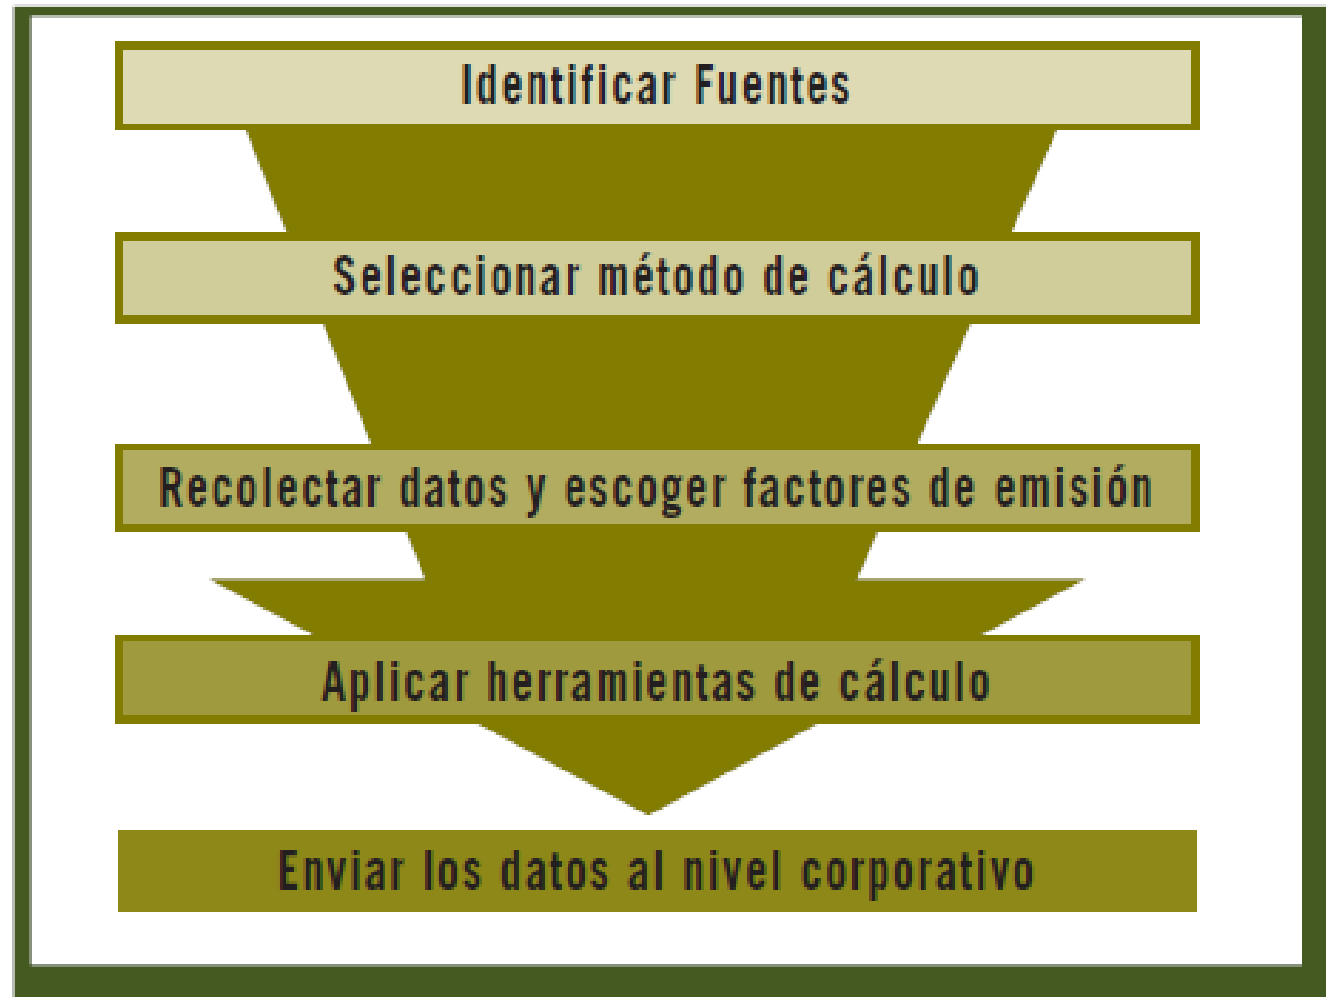 Identificar Fuentes
Seleccionar método de cálculo
Recolectar datos y escoger factores de emisión
Aplicar herramientas de cálculo
Enviar los datos al nivel corporativo